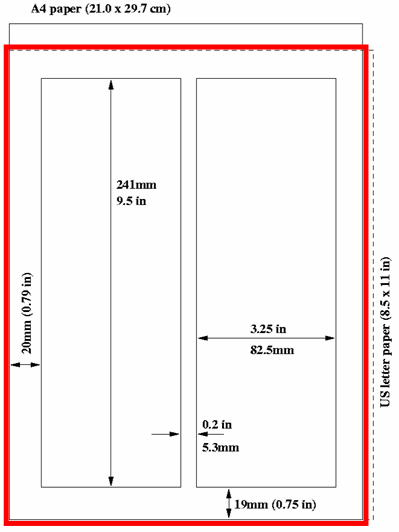 A4 paper (21.0 x 29.7 cm)
241mm
9.5 in
20mm (0.79 in)
3.25 in
82.5mm
US letter paper (8.5 x 11 in)
0.2 in
5.3mm
19mm (0.75 in)